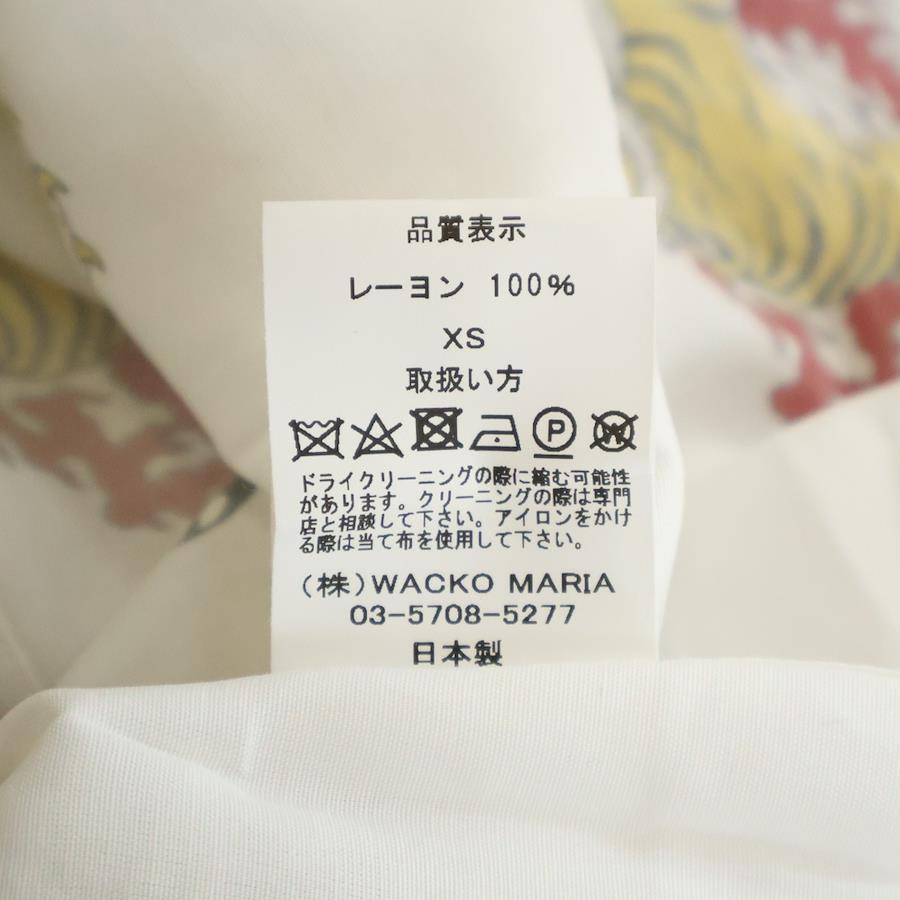 品質表示
レーヨン 100%
XS
取扱い方
P
W
ドライクリーニングの際に縮む可能性
があります。クリーニングの際は専門
店と相談して下さい。アイロンをかけ
る際は当て布を使用して下さい。
(株)WACKO MARIA
03-5708-5277
日本製